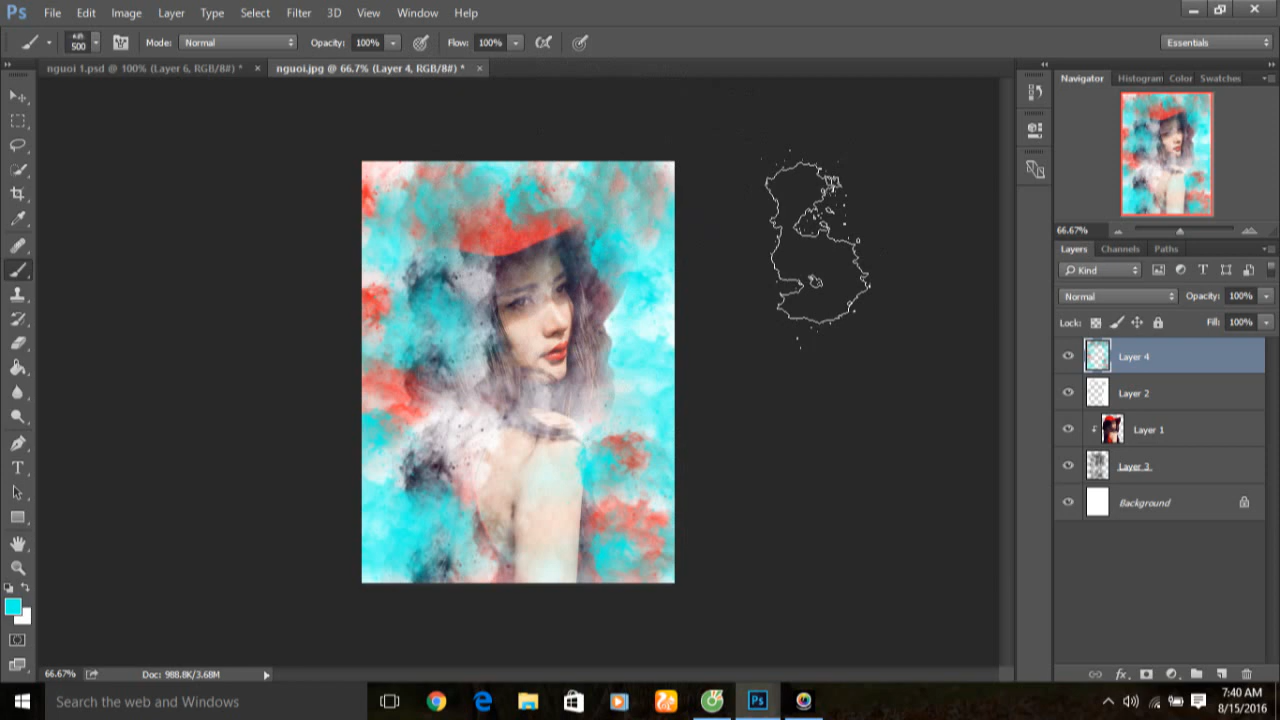 Ps File Edit Image Layer Type Select Filter 3D View Window Help
500 Mode: Normal Opacity: 100% Flow: 100% Essentials
nguoi 1.psd @ 100% (Layer 6, RGB/8#) * × nguoi.jpg @ 66.7% (Layer 4, RGB/8#) * ×
Navigator Histogram Color Swatches
66.67%
Layers Channels Paths
Kind
Normal Opacity: 100%
Lock: Fill: 100%
Layer 4
Layer 2
Layer 1
Layer 3
Background
66.67% Doc: 988.8K/3.68M
Search the web and Windows
Ps
7:40 AM
8/15/2016